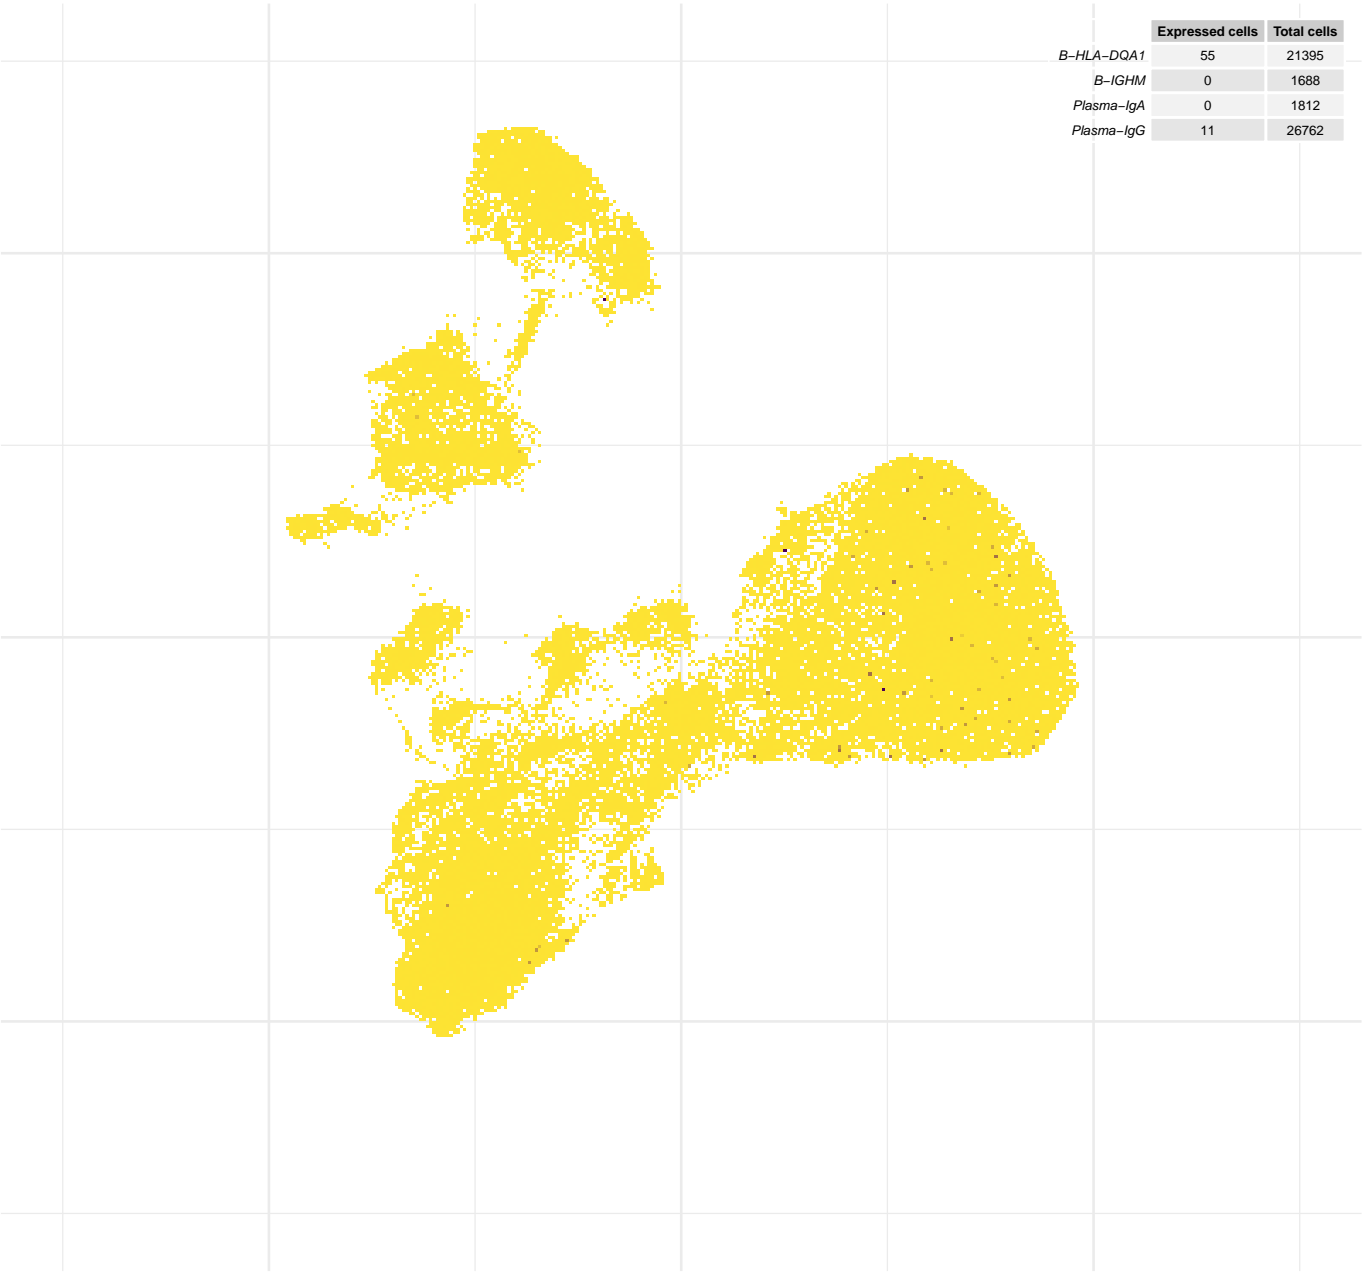 Expressed cells Total cells
B−HLA−DQA1 55 21395
B−IGHM 0 1688
Plasma−IgA 0 1812
Plasma−IgG 11 26762